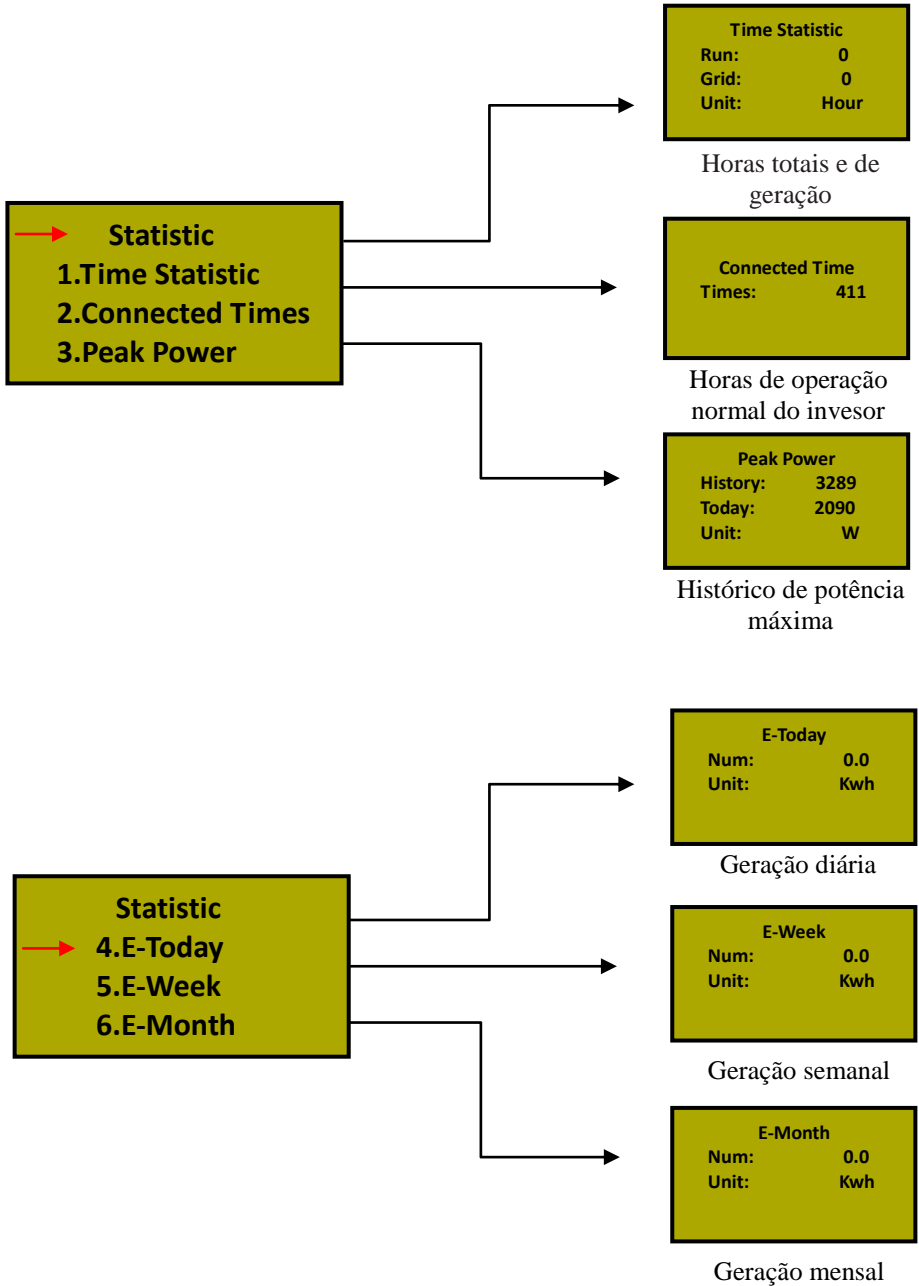 Statistic
1.Time Statistic
2.Connected Times
3.Peak Power
Time Statistic
Run: 0
Grid: 0
Unit: Hour
Horas totais e de
geração
Connected Time
Times: 411
Horas de operação
normal do invesor
Peak Power
History: 3289
Today: 2090
Unit: W
Histórico de potência
máxima
Statistic
4.E-Today
5.E-Week
6.E-Month
E-Today
Num: 0.0
Unit: Kwh
Geração diária
E-Week
Num: 0.0
Unit: Kwh
Geração semanal
E-Month
Num: 0.0
Unit: Kwh
Geração mensal